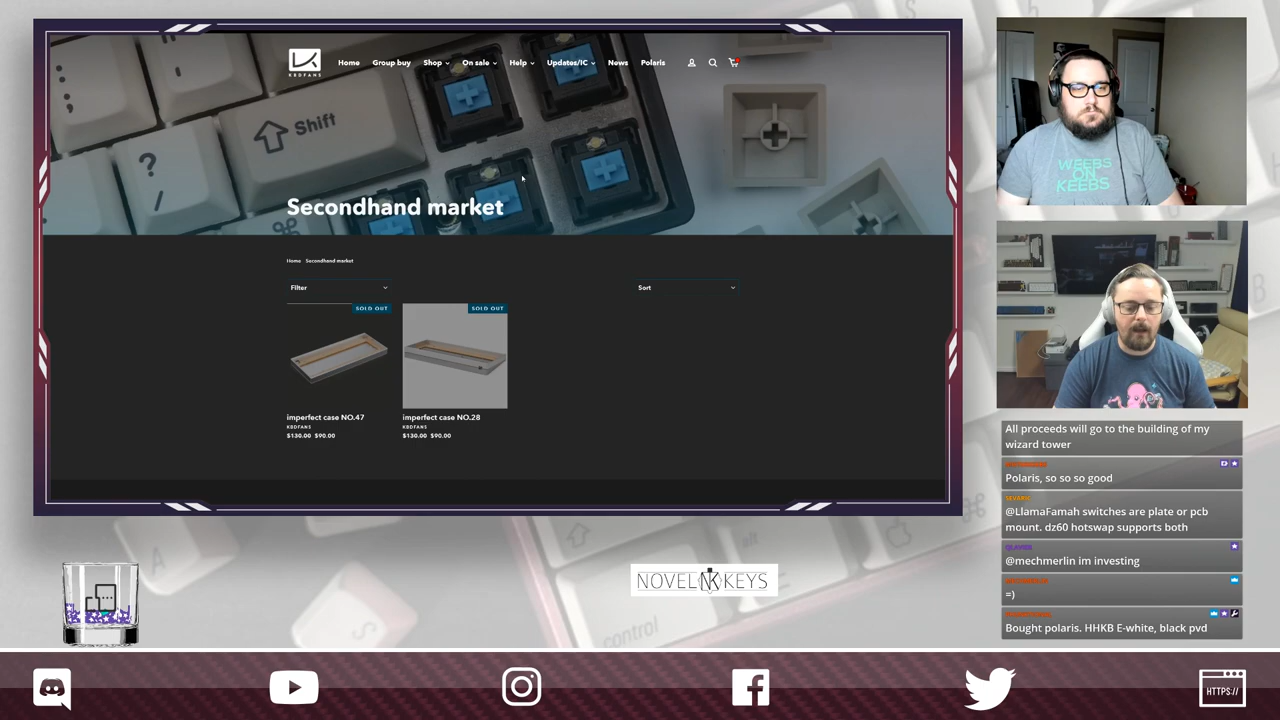 KBDFANS
Home
Group buy
Shop
On sale
Help
Updates/IC
News
Polaris
Shift
?
/
Secondhand market
Home Secondhand market
Filter
Sort
SOLD OUT
SOLD OUT
imperfect case NO.47
KBDFANS
$130.00 $90.00
imperfect case NO.28
KBDFANS
$130.00 $90.00
WEEBS
ON
KEEBS
All proceeds will go to the building of my
wizard tower
Polaris, so so so good
@LlamaFamah switches are plate or pcb
mount. dz60 hotswap supports both
@mechmerlin im investing
=)
Bought polaris. HHKB E-white, black pvd
NOVELKEYS
control
HTTPS://